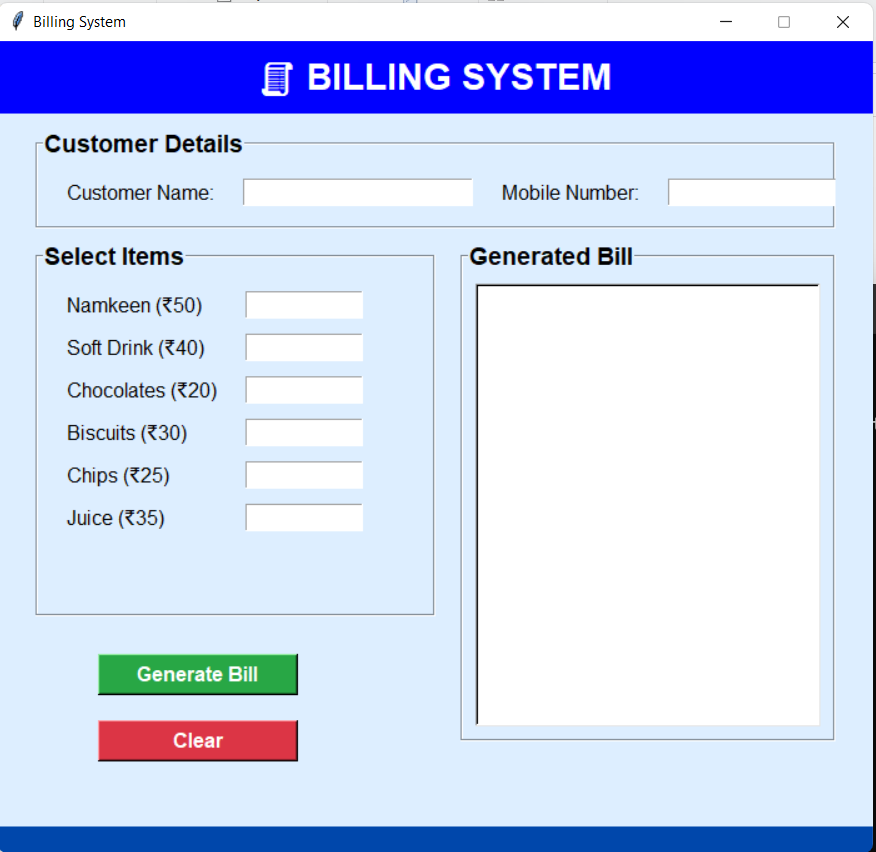 Billing System
BILLING SYSTEM
Customer Details
Customer Name:
Mobile Number:
Select Items
Namkeen (₹50)
Soft Drink (₹40)
Chocolates (₹20)
Biscuits (₹30)
Chips (₹25)
Juice (₹35)
Generated Bill
Generate Bill
Clear